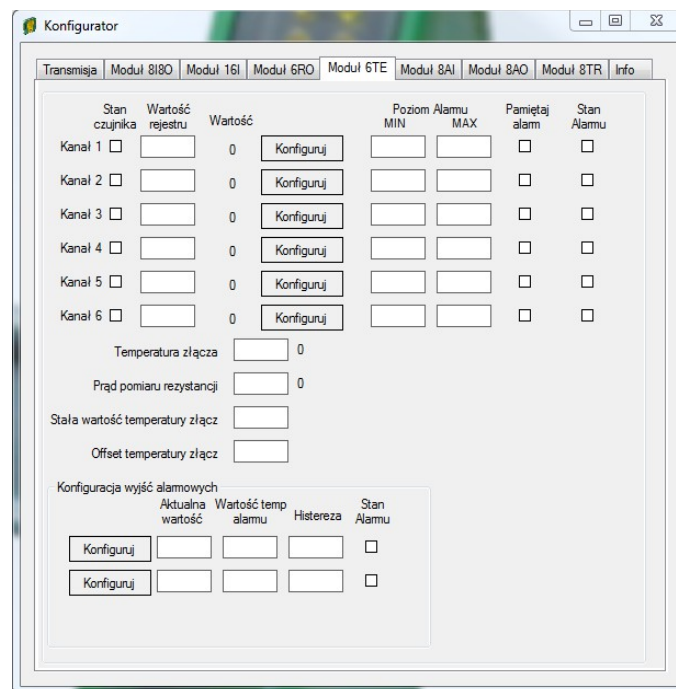 Konfigurator
Transmisja Moduł 8I8O Moduł 16I Moduł 6RO Moduł 6TE Moduł 8AI Moduł 8AO Moduł 8TR Info
Stan czujnika Wartość rejestru Wartość Poziom Alarmu MIN MAX Pamiętaj alarm Stan Alarmu
Kanał 1 0 Konfiguruj
Kanał 2 0 Konfiguruj
Kanał 3 0 Konfiguruj
Kanał 4 0 Konfiguruj
Kanał 5 0 Konfiguruj
Kanał 6 0 Konfiguruj
Temperatura złącza 0
Prąd pomiaru rezystancji 0
Stała wartość temperatury złącz
Offset temperatury złącz
Konfiguracja wyjść alarmowych
Aktualna wartość Wartość temp alarmu Histereza Stan Alarmu
Konfiguruj
Konfiguruj